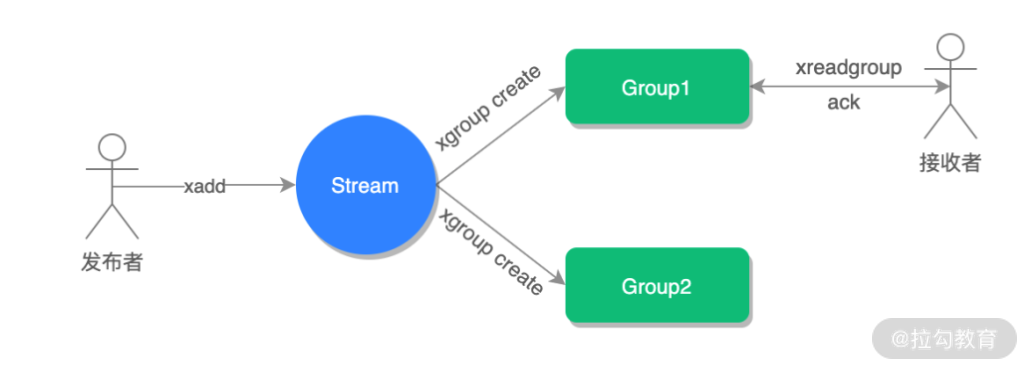 发布者
xadd
Stream
xgroup create
xgroup create
Group1
Group2
xreadgroup
ack
接收者
@拉勾教育